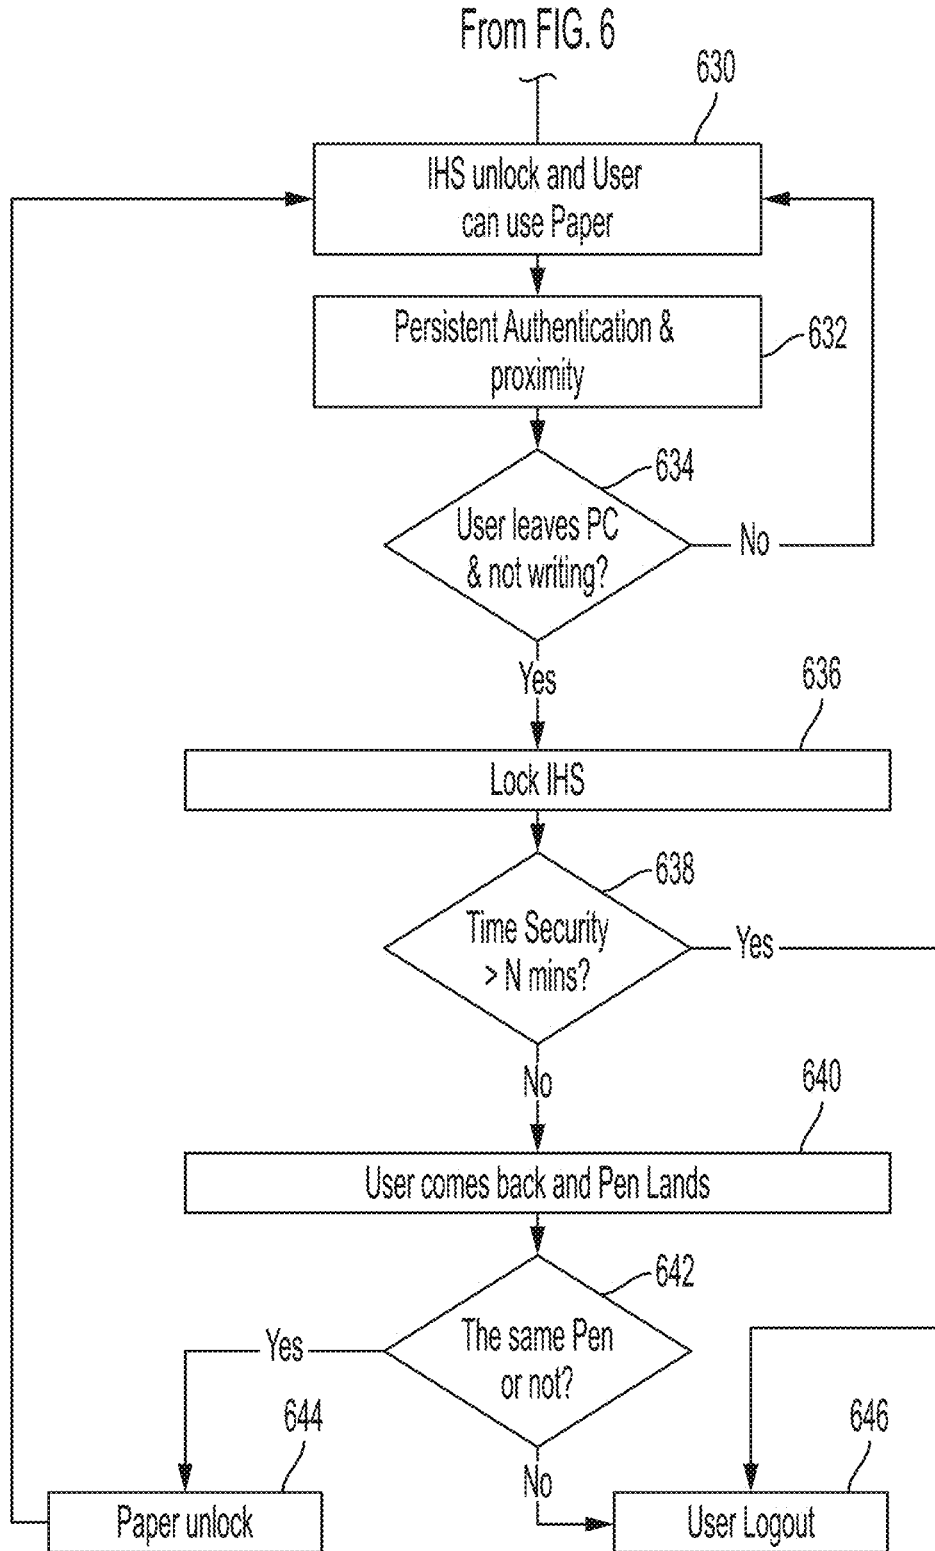 From FIG. 6
630
IHS unlock and User
can use Paper
Persistent Authentication &
proximity
632
634
User leaves PC
& not writing?
No
Yes
636
Lock IHS
638
Time Security
> N mins?
Yes
No
640
User comes back and Pen Lands
642
The same Pen
or not?
Yes
644
646
No
Paper unlock
User Logout